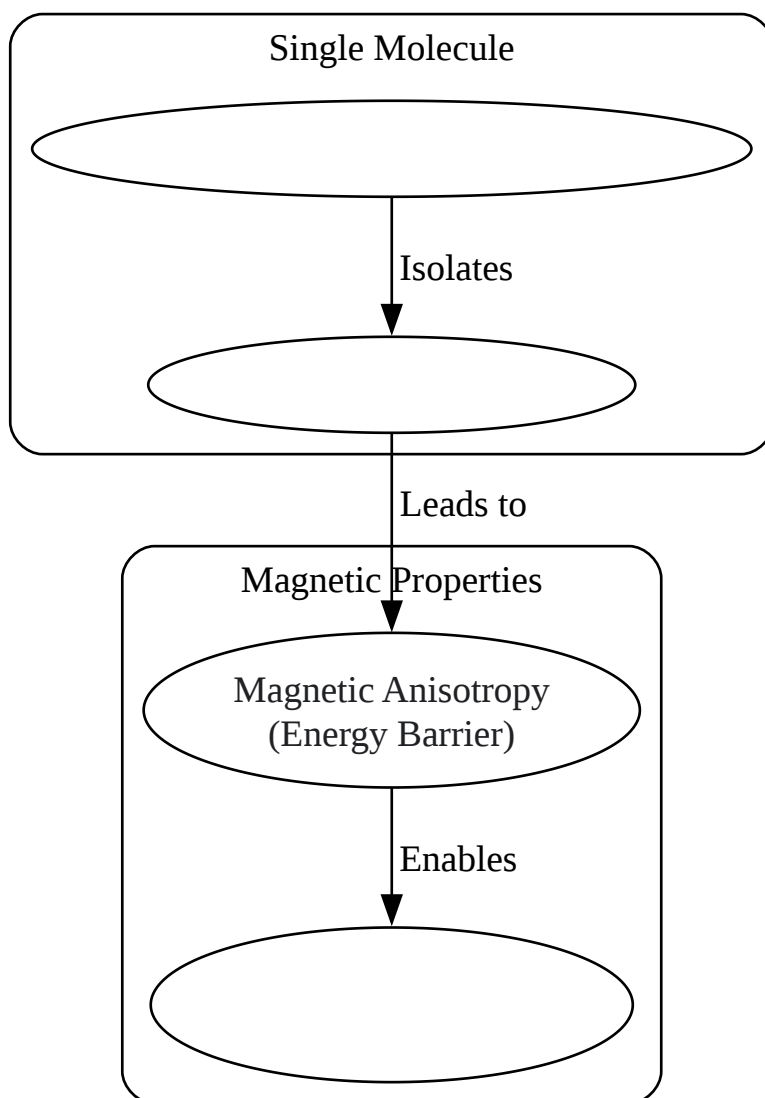 Single Molecule
Isolates
Leads to
Magnetic Properties
Magnetic Anisotropy
(Energy Barrier)
Enables